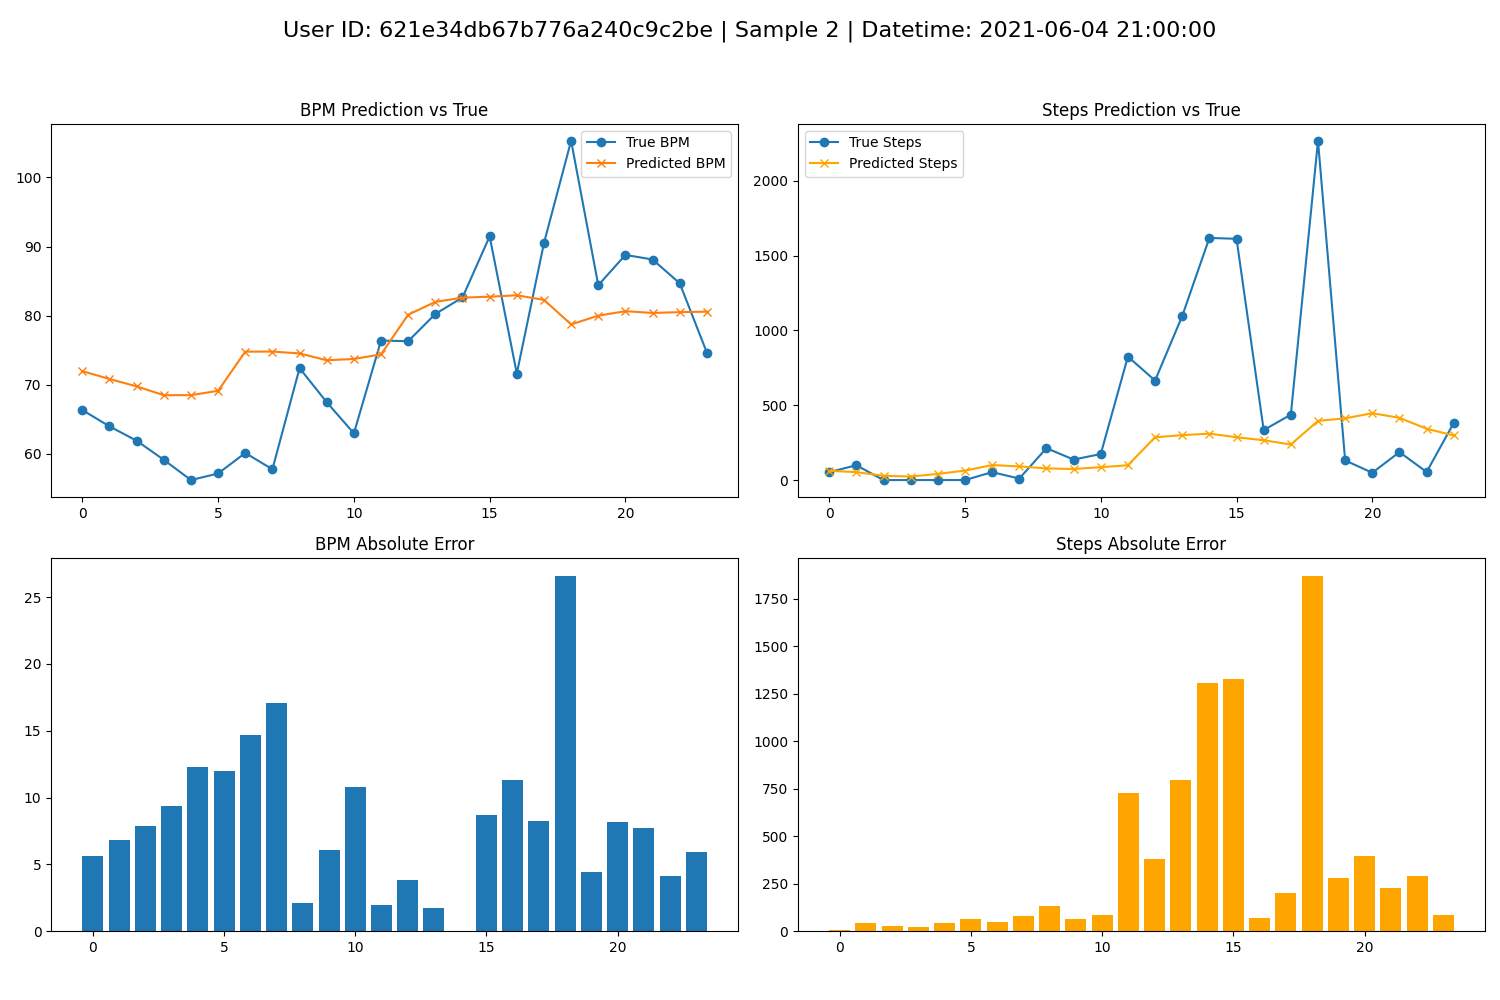 User ID: 621e34db67b776a240c9c2be | Sample 2 | Datetime: 2021-06-04 21:00:00
BPM Prediction vs True
True BPM
Predicted BPM
100
90
80
70
60
0 5 10 15 20
Steps Prediction vs True
True Steps
Predicted Steps
2000
1500
1000
500
0
0 5 10 15 20
BPM Absolute Error
25
20
15
10
5
0
0 5 10 15 20
Steps Absolute Error
1750
1500
1250
1000
750
500
250
0
0 5 10 15 20